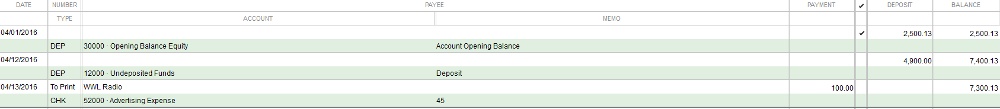 DATE NUMBER PAYEE PAYMENT ✓ DEPOSIT BALANCE
TYPE ACCOUNT MEMO
04/01/2016 ✓ 2,500.13 2,500.13
DEP 30000 · Opening Balance Equity Account Opening Balance
04/12/2016 4,900.00 7,400.13
DEP 12000 · Undeposited Funds Deposit
04/13/2016 To Print WWL Radio 100.00 7,300.13
CHK 52000 · Advertising Expense 45